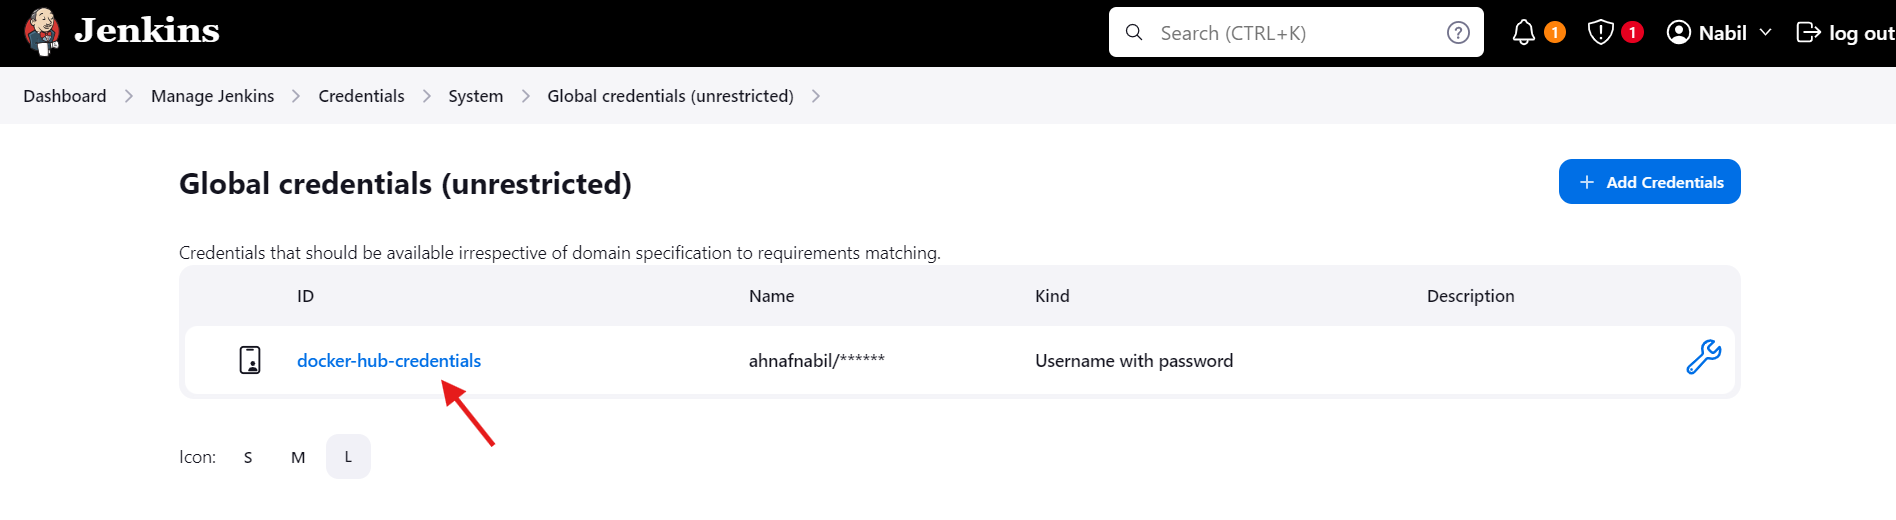 Jenkins
Search (CTRL+K)
1
1
Nabil
log out
Dashboard > Manage Jenkins > Credentials > System > Global credentials (unrestricted) >
Global credentials (unrestricted)
+ Add Credentials
Credentials that should be available irrespective of domain specification to requirements matching.
ID Name Kind Description
docker-hub-credentials ahnafnabil/****** Username with password
Icon: S M L